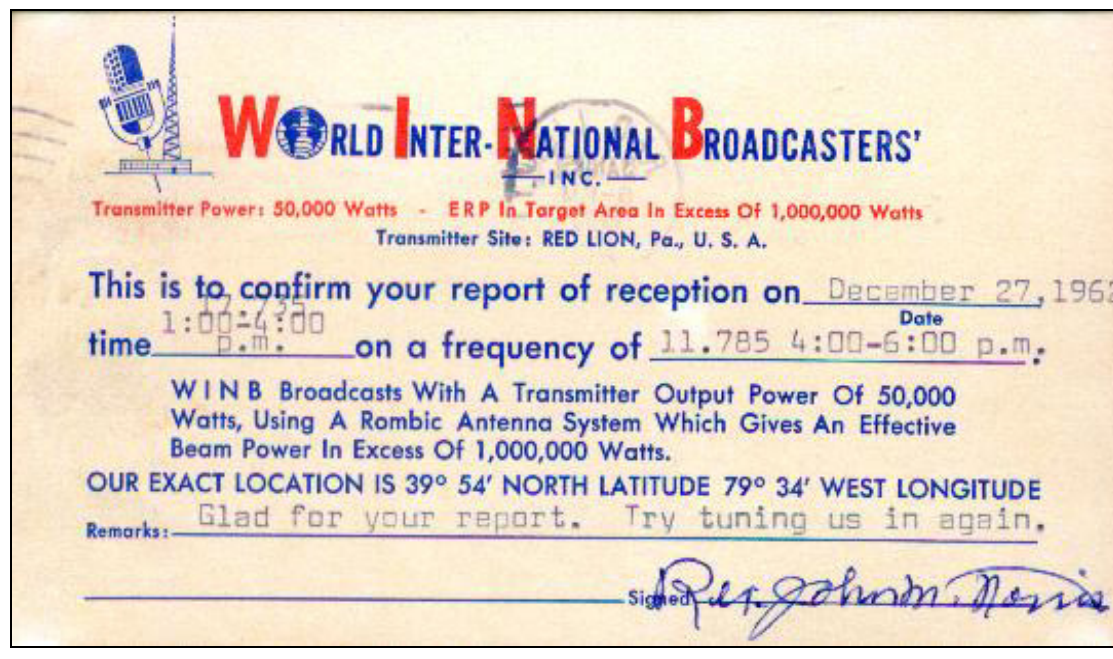 WORLD INTER-NATIONAL BROADCASTERS'
INC.
Transmitter Power: 50,000 Watts - ERP In Target Area In Excess Of 1,000,000 Watts
Transmitter Site: RED LION, Pa., U. S. A.
This is to confirm your report of reception on December 27, 1963
Date
17.735
1:00-4:00
time p.m. on a frequency of 11.785 4:00-6:00 p.m.
W I N B Broadcasts With A Transmitter Output Power Of 50,000
Watts, Using A Rombic Antenna System Which Gives An Effective
Beam Power In Excess Of 1,000,000 Watts.
OUR EXACT LOCATION IS 39° 54' NORTH LATITUDE 79° 34' WEST LONGITUDE
Remarks: Glad for your report. Try tuning us in again.
Signed Rev. John M. Norris